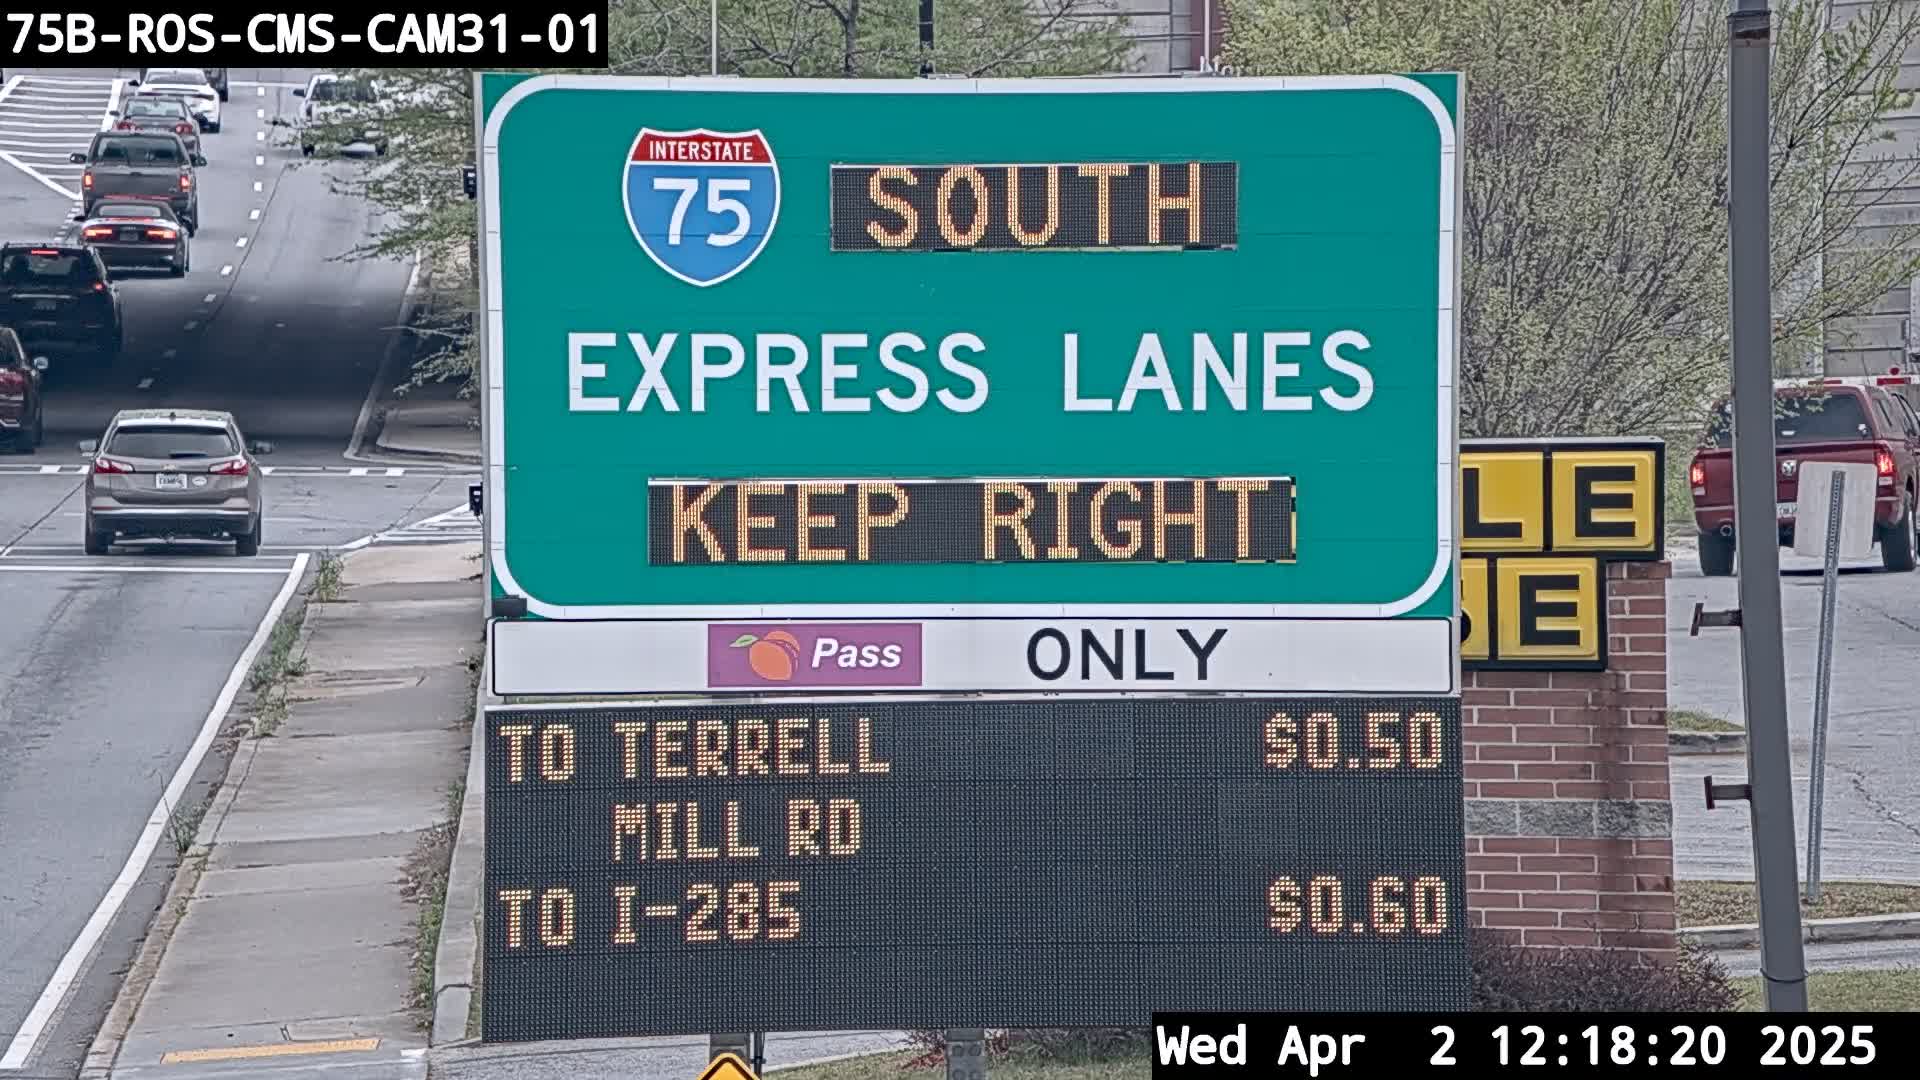 75B-ROS-CMS-CAM31-01
INTERSTATE
75
SOUTH
EXPRESS LANES
KEEP RIGHT
Pass ONLY
TO TERRELL $0.50
MILL RD
TO I-285 $0.60
LE
E
Wed Apr 2 12:18:20 2025